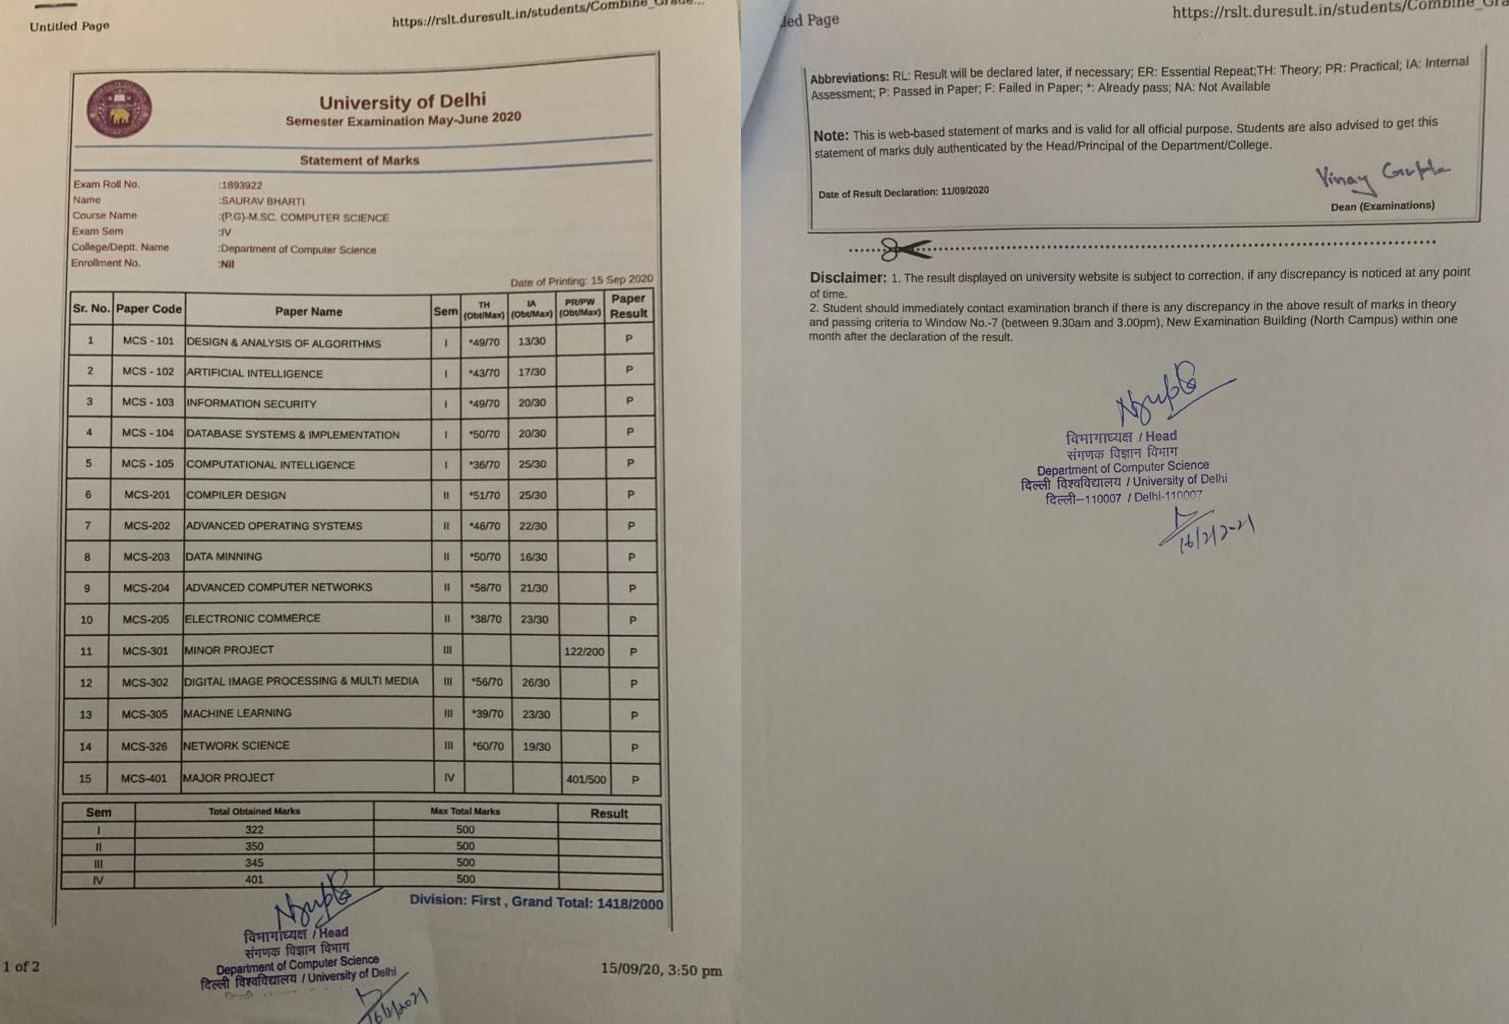 Untitled Page
https://rslt.duresult.in/students/Combine_Grade...
University of Delhi
Semester Examination May-June 2020
Statement of Marks
Exam Roll No. :1893922
Name :SAURAV BHARTI
Course Name :(P.G)-M.SC. COMPUTER SCIENCE
Exam Sem :IV
College/Deptt. Name :Department of Computer Science
Enrollment No. :Nil
Date of Printing: 15 Sep 2020
Sr. No. Paper Code Paper Name Sem TH (Obt/Max) IA (Obt/Max) PR/PW (Obt/Max) Paper Result
1 MCS - 101 DESIGN & ANALYSIS OF ALGORITHMS I *49/70 13/30 P
2 MCS - 102 ARTIFICIAL INTELLIGENCE I *43/70 17/30 P
3 MCS - 103 INFORMATION SECURITY I *49/70 20/30 P
4 MCS - 104 DATABASE SYSTEMS & IMPLEMENTATION I *50/70 20/30 P
5 MCS - 105 COMPUTATIONAL INTELLIGENCE I *36/70 25/30 P
6 MCS-201 COMPILER DESIGN II *51/70 25/30 P
7 MCS-202 ADVANCED OPERATING SYSTEMS II *46/70 22/30 P
8 MCS-203 DATA MINNING II *50/70 16/30 P
9 MCS-204 ADVANCED COMPUTER NETWORKS II *58/70 21/30 P
10 MCS-205 ELECTRONIC COMMERCE II *38/70 23/30 P
11 MCS-301 MINOR PROJECT III 122/200 P
12 MCS-302 DIGITAL IMAGE PROCESSING & MULTI MEDIA III *56/70 26/30 P
13 MCS-305 MACHINE LEARNING III *39/70 23/30 P
14 MCS-326 NETWORK SCIENCE III *60/70 19/30 P
15 MCS-401 MAJOR PROJECT IV 401/500 P
Sem Total Obtained Marks Max Total Marks Result
I 322 500
II 350 500
III 345 500
IV 401 500
Division: First , Grand Total: 1418/2000
विभागाध्यक्ष / Head
संगणक विज्ञान विभाग
Department of Computer Science
दिल्ली विश्वविद्यालय / University of Delhi
16/2/2021
1 of 2
15/09/20, 3:50 pm
led Page
https://rslt.duresult.in/students/Combine_Gra
Abbreviations: RL: Result will be declared later, if necessary; ER: Essential Repeat;TH: Theory; PR: Practical; IA: Internal
Assessment; P: Passed in Paper; F: Failed in Paper; *: Already pass; NA: Not Available
Note: This is web-based statement of marks and is valid for all official purpose. Students are also advised to get this
statement of marks duly authenticated by the Head/Principal of the Department/College.
Vinay Gupta
Date of Result Declaration: 11/09/2020
Dean (Examinations)
Disclaimer: 1. The result displayed on university website is subject to correction, if any discrepancy is noticed at any point
of time.
2. Student should immediately contact examination branch if there is any discrepancy in the above result of marks in theory
and passing criteria to Window No.-7 (between 9.30am and 3.00pm), New Examination Building (North Campus) within one
month after the declaration of the result.
विभागाध्यक्ष / Head
संगणक विज्ञान विभाग
Department of Computer Science
दिल्ली विश्वविद्यालय / University of Delhi
दिल्ली–110007 / Delhi-110007
16/2/2021